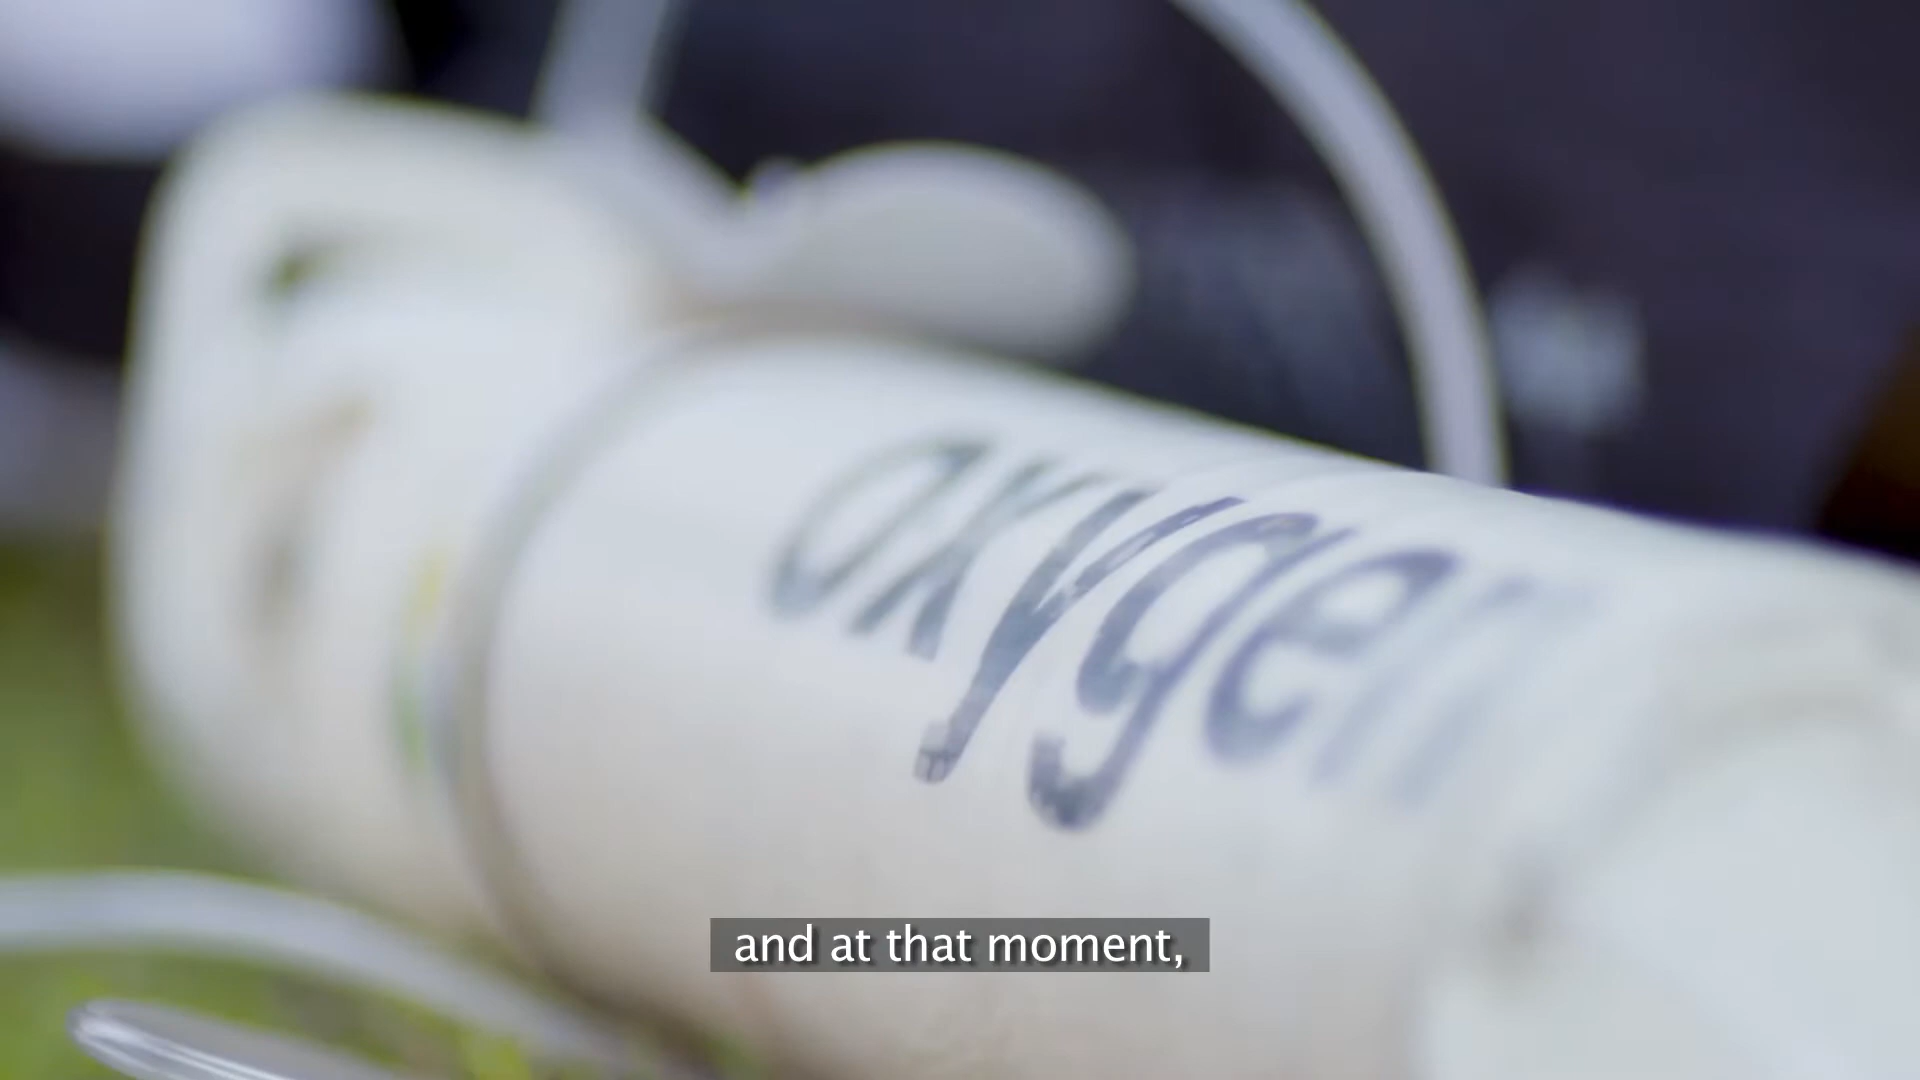 oxygen
and at that moment,